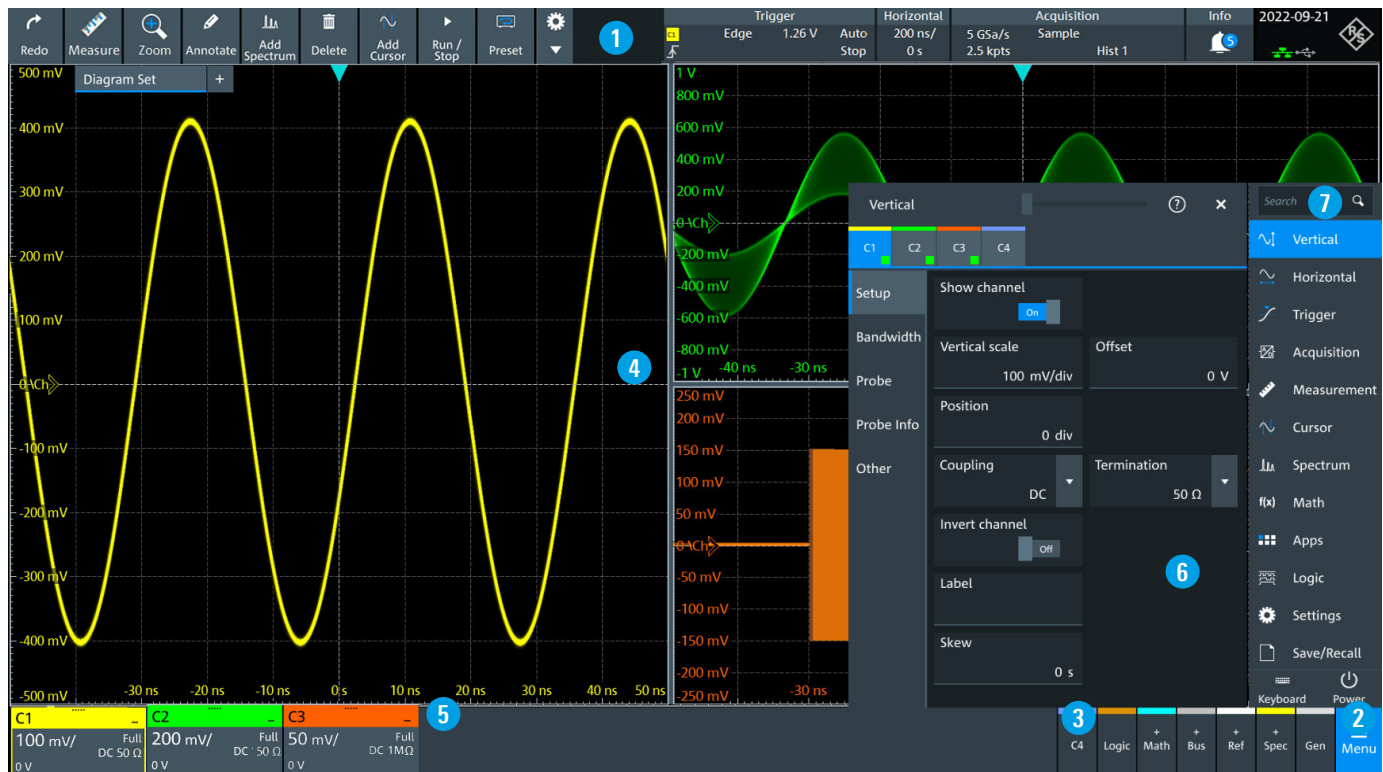 Redo
Measure
Zoom
Annotate
Add Spectrum
Delete
Add Cursor
Run / Stop
Preset
1
C1
Trigger
Edge 1.26 V Auto
Stop
Horizontal
200 ns/
0 s
Acquisition
5 GSa/s Sample
2.5 kpts Hist 1
Info
5
2022-09-21
R&S
Diagram Set +
500 mV
400 mV
300 mV
200 mV
100 mV
0 \Ch
-100 mV
-200 mV
-300 mV
-400 mV
-500 mV
-30 ns
-20 ns
-10 ns
0 s
10 ns
20 ns
30 ns
40 ns
50 ns
4
1 V
800 mV
600 mV
400 mV
200 mV
0 \Ch
-200 mV
-400 mV
-600 mV
-800 mV
-1 V
-40 ns
-30 ns
250 mV
200 mV
150 mV
100 mV
50 mV
0 \Ch
-50 mV
-100 mV
-150 mV
-200 mV
-250 mV
-30 ns
Vertical ?
C1 C2 C3 C4
Setup
Bandwidth
Probe
Probe Info
Other
Show channel
On
Vertical scale
100 mV/div
Offset
0 V
Position
0 div
Coupling
DC
Termination
50 Ω
Invert channel
Off
Label
Skew
0 s
6
Search
7
Vertical
Horizontal
Trigger
Acquisition
Measurement
Cursor
Spectrum
f(x) Math
Apps
Logic
Settings
Save/Recall
Keyboard
Power
C1
100 mV/ Full
DC 50 Ω
0 V
C2
200 mV/ Full
DC 50 Ω
0 V
C3
50 mV/ Full
DC 1MΩ
0 V
5
3
C4
Logic
+ Math
+ Bus
+ Ref
+ Spec
Gen
2
Menu